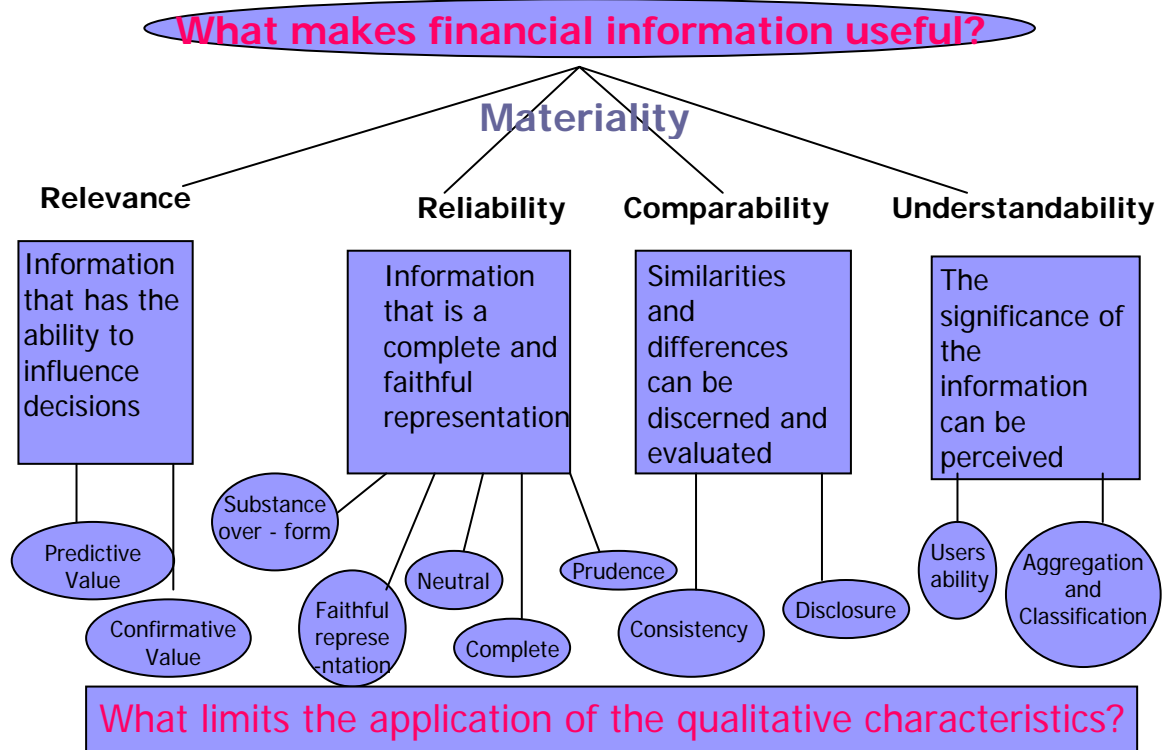 What makes financial information useful?
Materiality
Relevance
Reliability
Comparability
Understandability
Information
that has the
ability to
influence
decisions
Information
that is a
complete and
faithful
representation
Similarities
and
differences
can be
discerned and
evaluated
The
significance of
the
information
can be
perceived
Predictive
Value
Confirmative
Value
Substance
over - form
Faithful
represe
-ntation
Neutral
Complete
Prudence
Consistency
Disclosure
Users
ability
Aggregation
and
Classification
What limits the application of the qualitative characteristics?